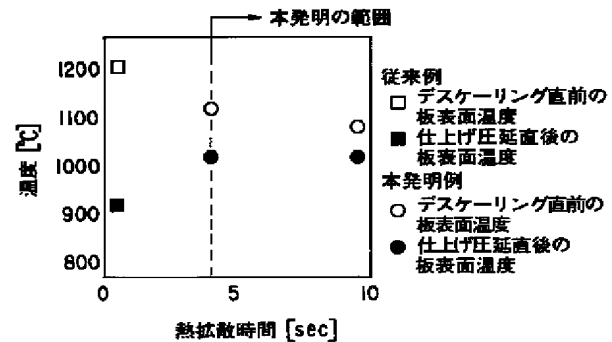 本発明の範囲
1200
1100
1000
900
800
温度 [℃]
0
5
10
熱拡散時間 [sec]
従来例
□ デスケーリング直前の
板表面温度
■ 仕上げ圧延直後の
板表面温度
本発明例
○ デスケーリング直前の
板表面温度
● 仕上げ圧延直後の
板表面温度